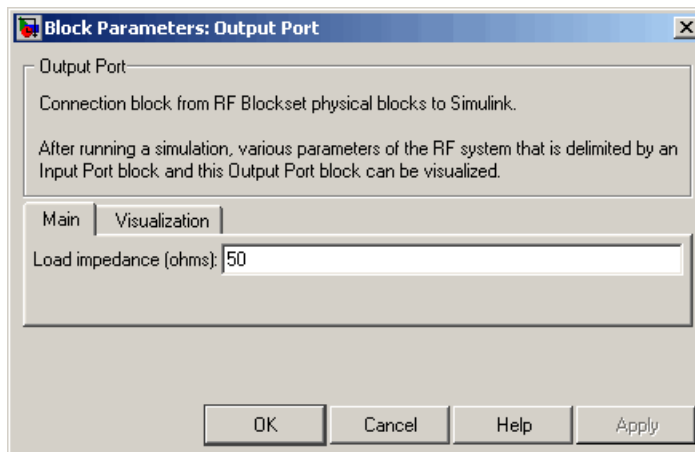 Block Parameters: Output Port
Output Port
Connection block from RF Blockset physical blocks to Simulink.
After running a simulation, various parameters of the RF system that is delimited by an
Input Port block and this Output Port block can be visualized.
Main Visualization
Load impedance (ohms): 50
OK Cancel Help Apply